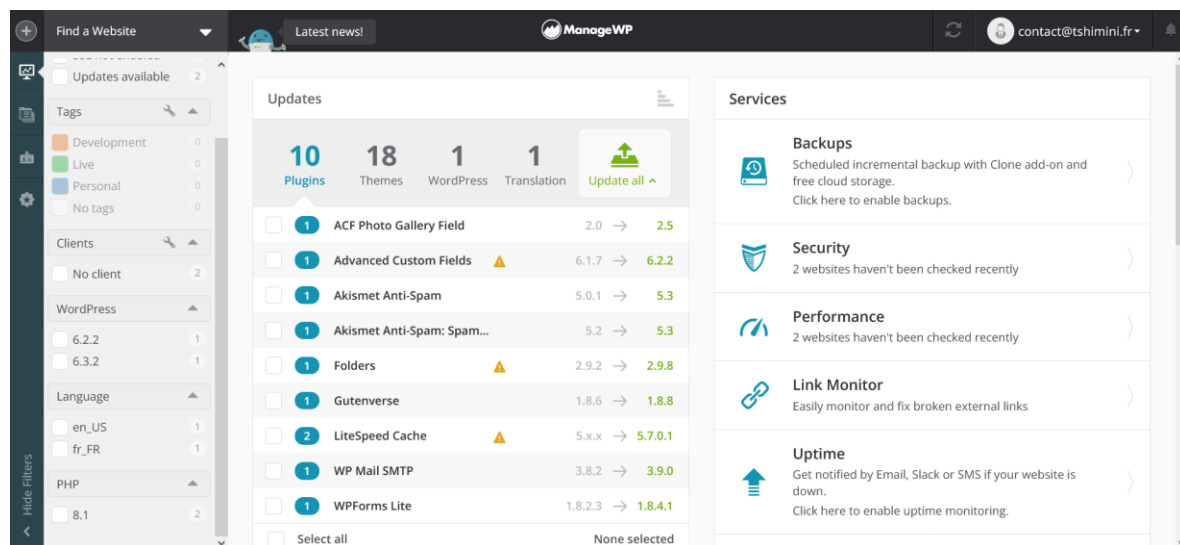 Find a Website
Latest news!
ManageWP
contact@tshimini.fr
Updates available 2
Tags
Development 0
Live 0
Personal 0
No tags 0
Clients
No client 2
WordPress
6.2.2 1
6.3.2 1
Language
en_US 1
fr_FR 1
PHP
8.1 2
Hide Filters
Updates
10 18 1 1
Plugins Themes WordPress Translation Update all
1 ACF Photo Gallery Field 2.0 → 2.5
1 Advanced Custom Fields 6.1.7 → 6.2.2
1 Akismet Anti-Spam 5.0.1 → 5.3
1 Akismet Anti-Spam: Spam... 5.2 → 5.3
1 Folders 2.9.2 → 2.9.8
1 Gutenverse 1.8.6 → 1.8.8
2 LiteSpeed Cache 5.x.x → 5.7.0.1
1 WP Mail SMTP 3.8.2 → 3.9.0
1 WPForms Lite 1.8.2.3 → 1.8.4.1
Select all None selected
Services
Backups
Scheduled incremental backup with Clone add-on and
free cloud storage.
Click here to enable backups.
Security
2 websites haven't been checked recently
Performance
2 websites haven't been checked recently
Link Monitor
Easily monitor and fix broken external links
Uptime
Get notified by Email, Slack or SMS if your website is
down.
Click here to enable uptime monitoring.